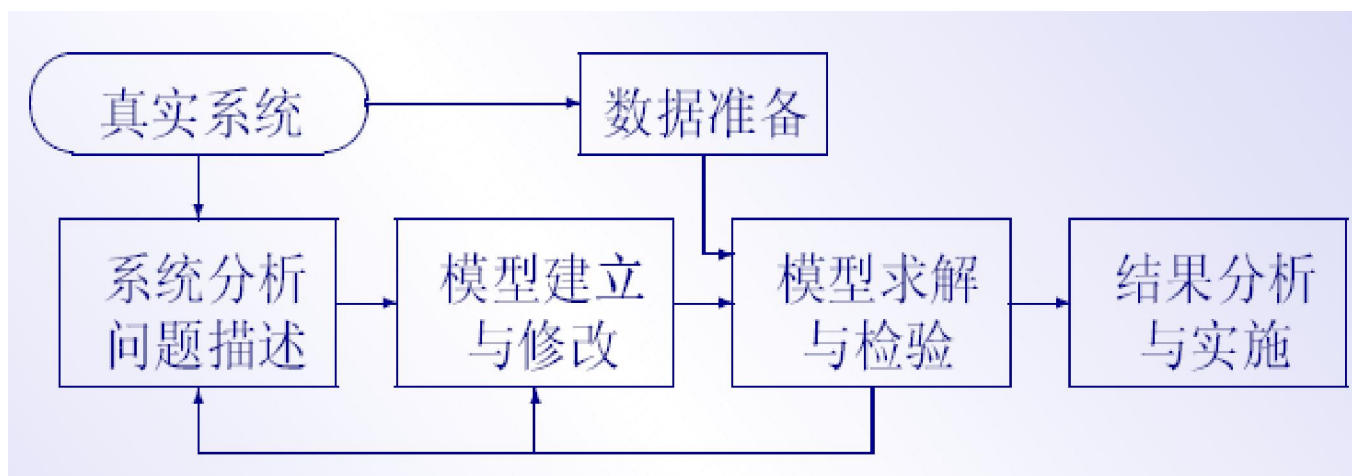 真实系统
数据准备
系统分析
问题描述
模型建立
与修改
模型求解
与检验
结果分析
与实施